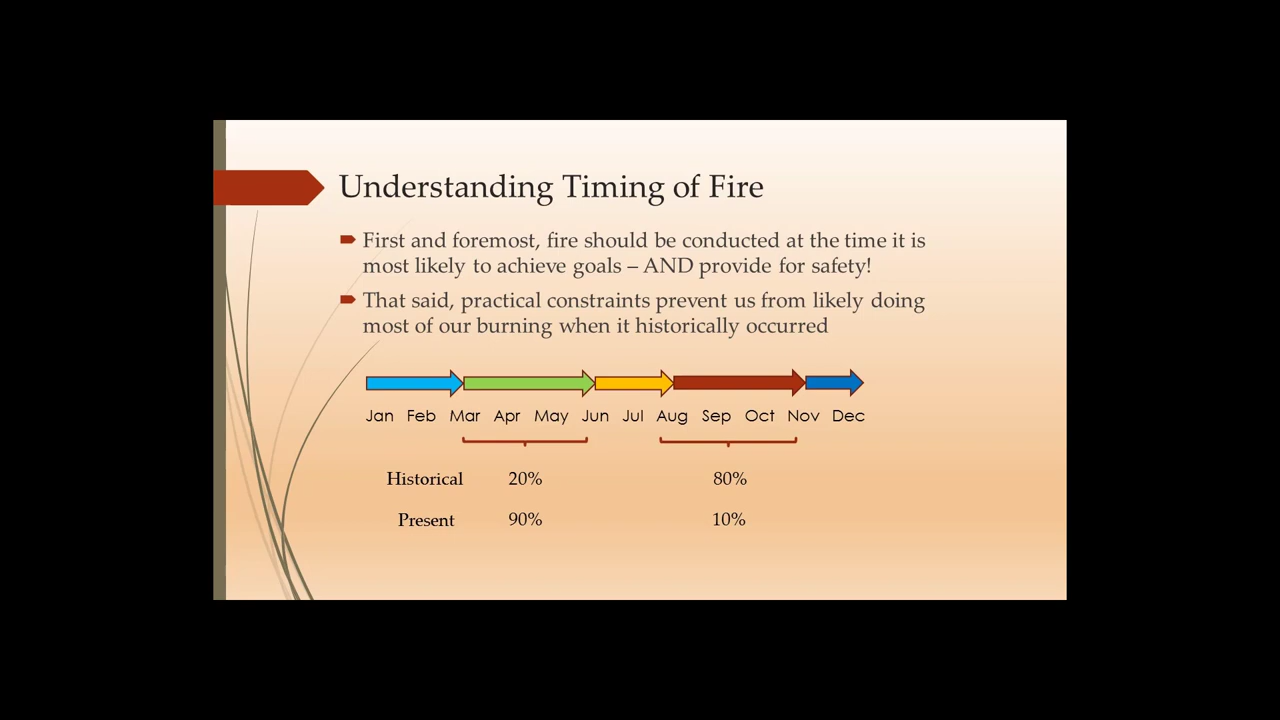 Understanding Timing of Fire
First and foremost, fire should be conducted at the time it is
most likely to achieve goals – AND provide for safety!
That said, practical constraints prevent us from likely doing
most of our burning when it historically occurred
Jan Feb Mar Apr May Jun Jul Aug Sep Oct Nov Dec
Historical 20% 80%
Present 90% 10%